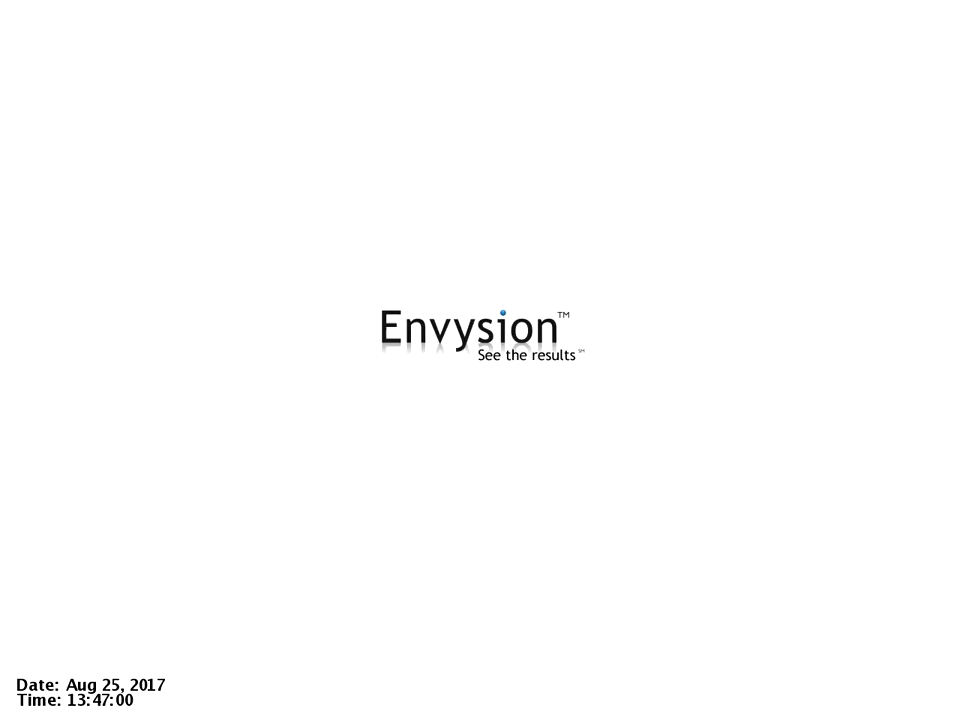 Envysion™
See the results℠
Date: Aug 25, 2017
Time: 13:47:00